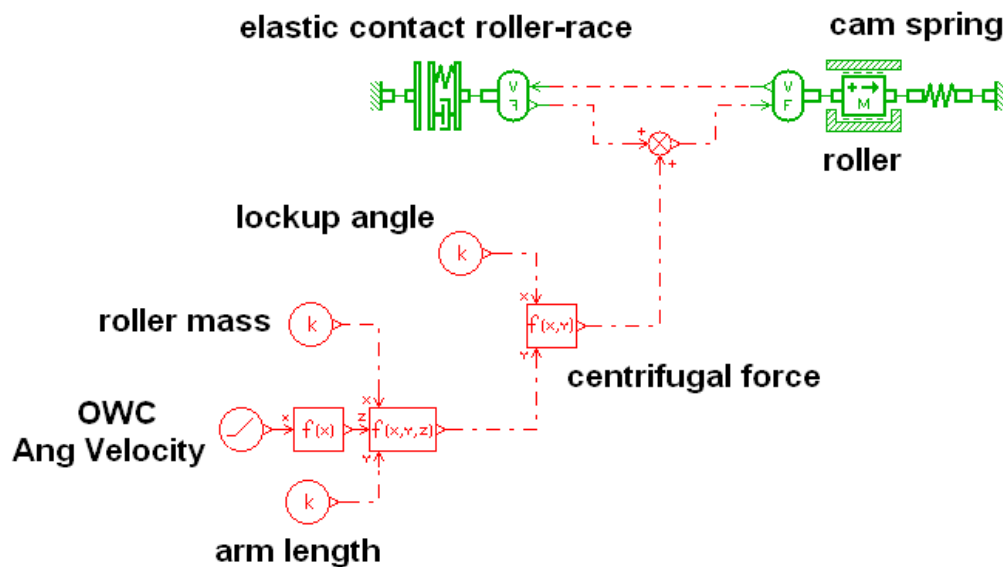 elastic contact roller-race
cam spring
V
F
V
F
+ →
M
roller
+
+
lockup angle
k
x
f(x,Y)
Y
centrifugal force
roller mass
k
OWC
Ang Velocity
x
f(x)
x
z
f(x,Y,z)
Y
k
arm length